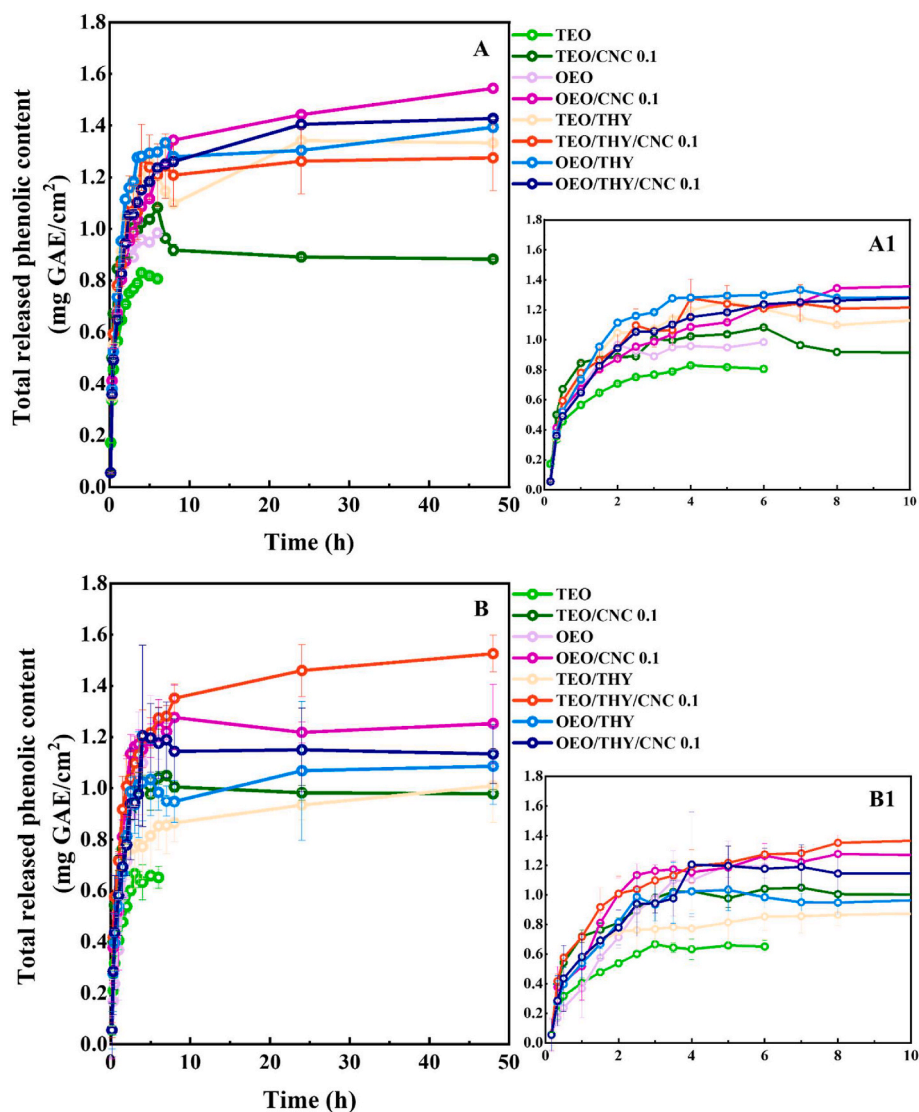 1.8
1.6
1.4
1.2
1.0
0.8
0.6
0.4
0.2
0.0
0 10 20 30 40 50
Total released phenolic content
(mg GAE/cm²)
Time (h)
A
TEO
TEO/CNC 0.1
OEO
OEO/CNC 0.1
TEO/THY
TEO/THY/CNC 0.1
OEO/THY
OEO/THY/CNC 0.1
A1
1.8
1.6
1.4
1.2
1.0
0.8
0.6
0.4
0.2
0.0
0 2 4 6 8 10
1.8
1.6
1.4
1.2
1.0
0.8
0.6
0.4
0.2
0.0
0 10 20 30 40 50
Total released phenolic content
(mg GAE/cm²)
Time (h)
B
TEO
TEO/CNC 0.1
OEO
OEO/CNC 0.1
TEO/THY
TEO/THY/CNC 0.1
OEO/THY
OEO/THY/CNC 0.1
B1
1.8
1.6
1.4
1.2
1.0
0.8
0.6
0.4
0.2
0.0
0 2 4 6 8 10